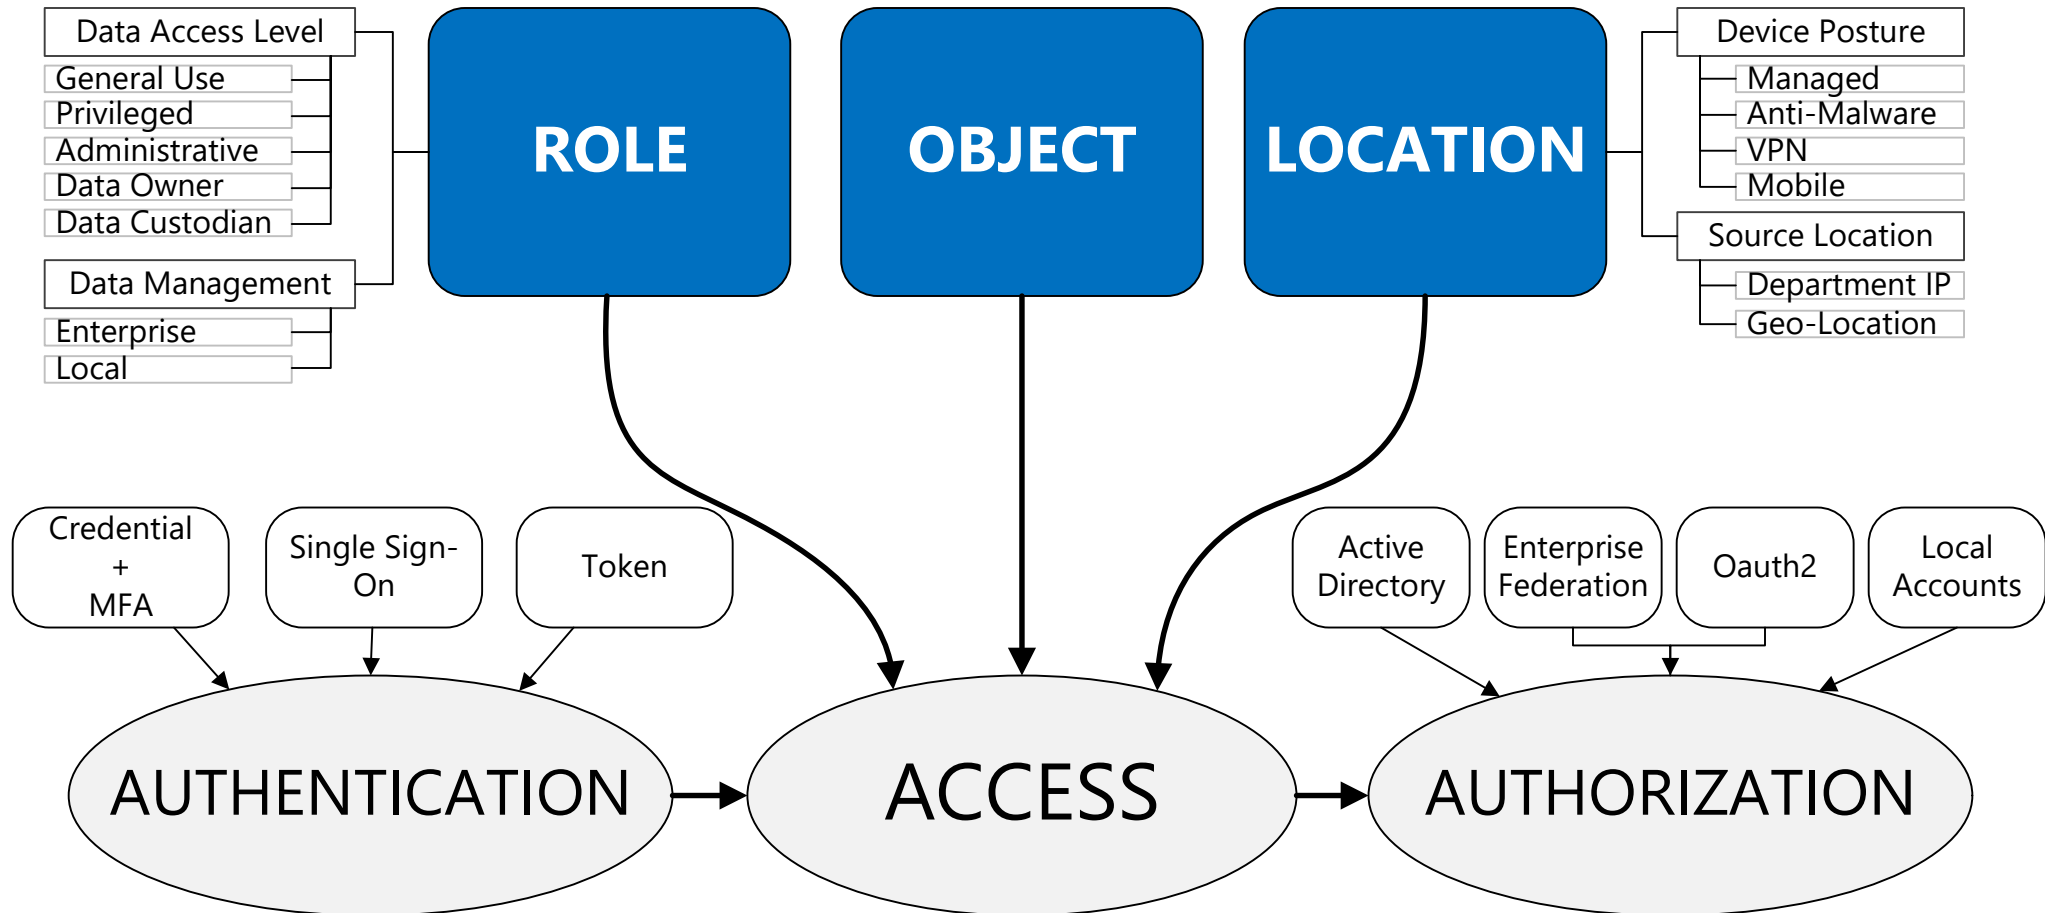 Data Access Level
General Use
Privileged
Administrative
Data Owner
Data Custodian
Data Management
Enterprise
Local
ROLE
OBJECT
LOCATION
Device Posture
Managed
Anti-Malware
VPN
Mobile
Source Location
Department IP
Geo-Location
Credential
+
MFA
Single Sign-
On
Token
Active
Directory
Enterprise
Federation
Oauth2
Local
Accounts
AUTHENTICATION
ACCESS
AUTHORIZATION